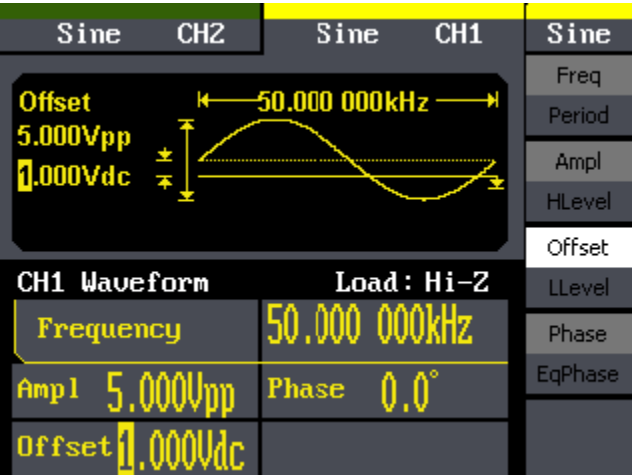 Sine CH2 Sine CH1 Sine
Offset
50.000 000kHz
5.000Vpp
1.000Vdc
CH1 Waveform Load: Hi-Z
Frequency 50.000 000kHz
Ampl 5.000Vpp Phase 0.0°
Offset 1.000Vdc
Freq
Period
Ampl
HLevel
Offset
LLevel
Phase
EqPhase